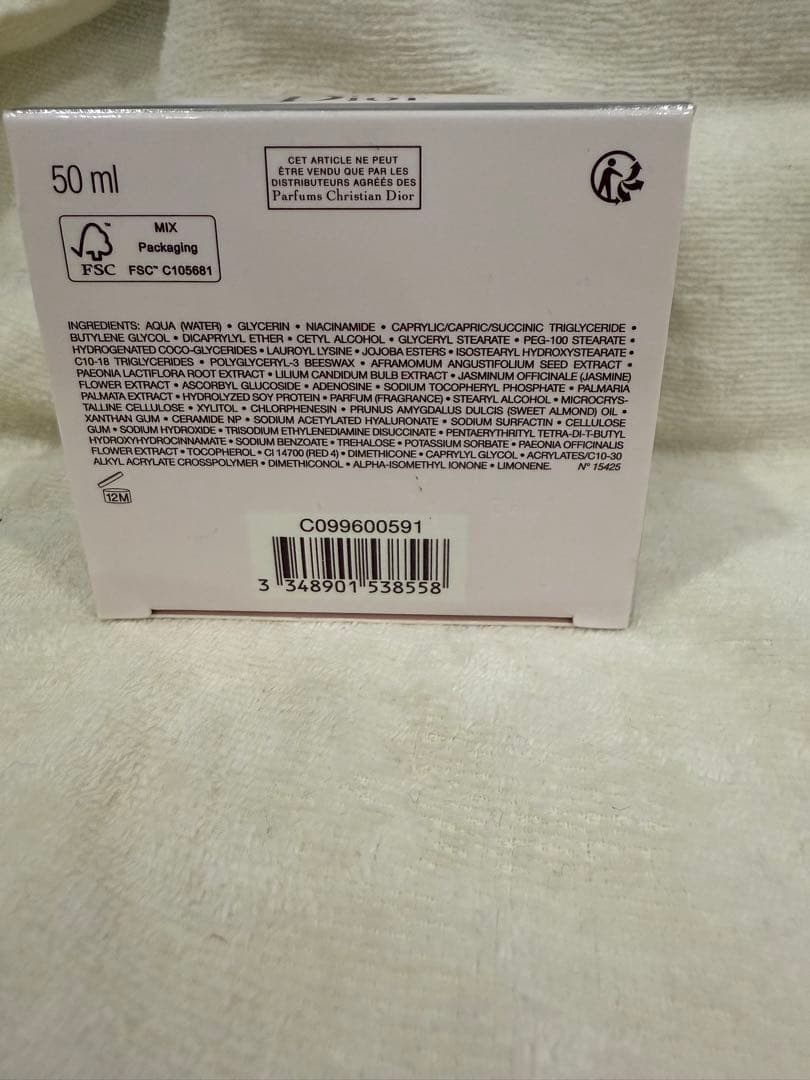 Dior
50 ml
CET ARTICLE NE PEUT
ÊTRE VENDU QUE PAR LES
DISTRIBUTEURS AGRÉÉS DES
Parfums Christian Dior
MIX
Packaging
FSC
FSC™ C105681
INGREDIENTS: AQUA (WATER) • GLYCERIN • NIACINAMIDE • CAPRYLIC/CAPRIC/SUCCINIC TRIGLYCERIDE •
BUTYLENE GLYCOL • DICAPRYLYL ETHER • CETYL ALCOHOL • GLYCERYL STEARATE • PEG-100 STEARATE •
HYDROGENATED COCO-GLYCERIDES • LAUROYL LYSINE • JOJOBA ESTERS • ISOSTEARYL HYDROXYSTEARATE •
C10-18 TRIGLYCERIDES • POLYGLYCERYL-3 BEESWAX • AFRAMOMUM ANGUSTIFOLIUM SEED EXTRACT •
PAEONIA LACTIFLORA ROOT EXTRACT • LILIUM CANDIDUM BULB EXTRACT • JASMINUM OFFICINALE (JASMINE)
FLOWER EXTRACT • ASCORBYL GLUCOSIDE • ADENOSINE • SODIUM TOCOPHERYL PHOSPHATE • PALMARIA
PALMATA EXTRACT • HYDROLYZED SOY PROTEIN • PARFUM (FRAGRANCE) • STEARYL ALCOHOL • MICROCRYS-
TALLINE CELLULOSE • XYLITOL • CHLORPHENESIN • PRUNUS AMYGDALUS DULCIS (SWEET ALMOND) OIL •
XANTHAN GUM • CERAMIDE NP • SODIUM ACETYLATED HYALURONATE • SODIUM SURFACTIN • CELLULOSE
GUM • SODIUM HYDROXIDE • TRISODIUM ETHYLENEDIAMINE DISUCCINATE • PENTAERYTHRITYL TETRA-DI-T-BUTYL
HYDROXYHYDROCINNAMATE • SODIUM BENZOATE • TREHALOSE • POTASSIUM SORBATE • PAEONIA OFFICINALIS
FLOWER EXTRACT • TOCOPHEROL • CI 14700 (RED 4) • DIMETHICONE • CAPRYLYL GLYCOL • ACRYLATES/C10-30
ALKYL ACRYLATE CROSSPOLYMER • DIMETHICONOL • ALPHA-ISOMETHYL IONONE • LIMONENE. N° 15425
12M
C099600591
3 348901 538558